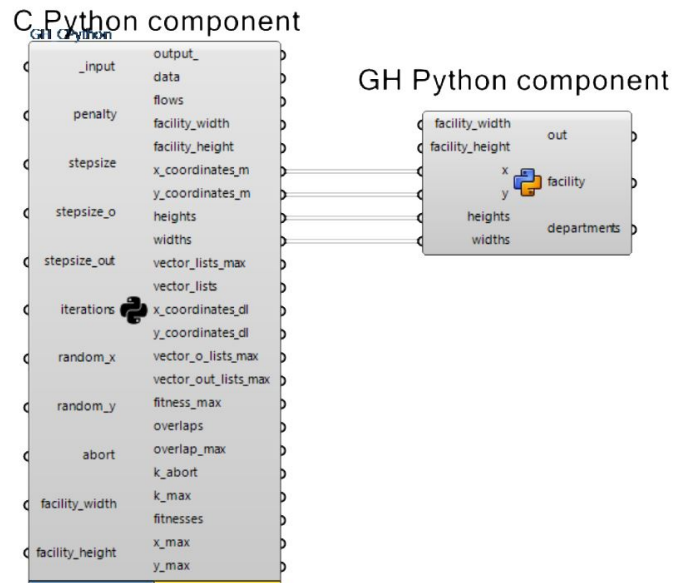 C Python component
GH CPython
_input
penalty
stepsize
stepsize_o
stepsize_out
iterations
random_x
random_y
abort
facility_width
facility_height
output_
data
flows
facility_width
facility_height
x_coordinates_m
y_coordinates_m
heights
widths
vector_lists_max
vector_lists
x_coordinates_dl
y_coordinates_dl
vector_o_lists_max
vector_out_lists_max
fitness_max
overlaps
overlap_max
k_abort
k_max
fitnesses
x_max
y_max
GH Python component
facility_width
facility_height
x
y
heights
widths
out
facility
departments